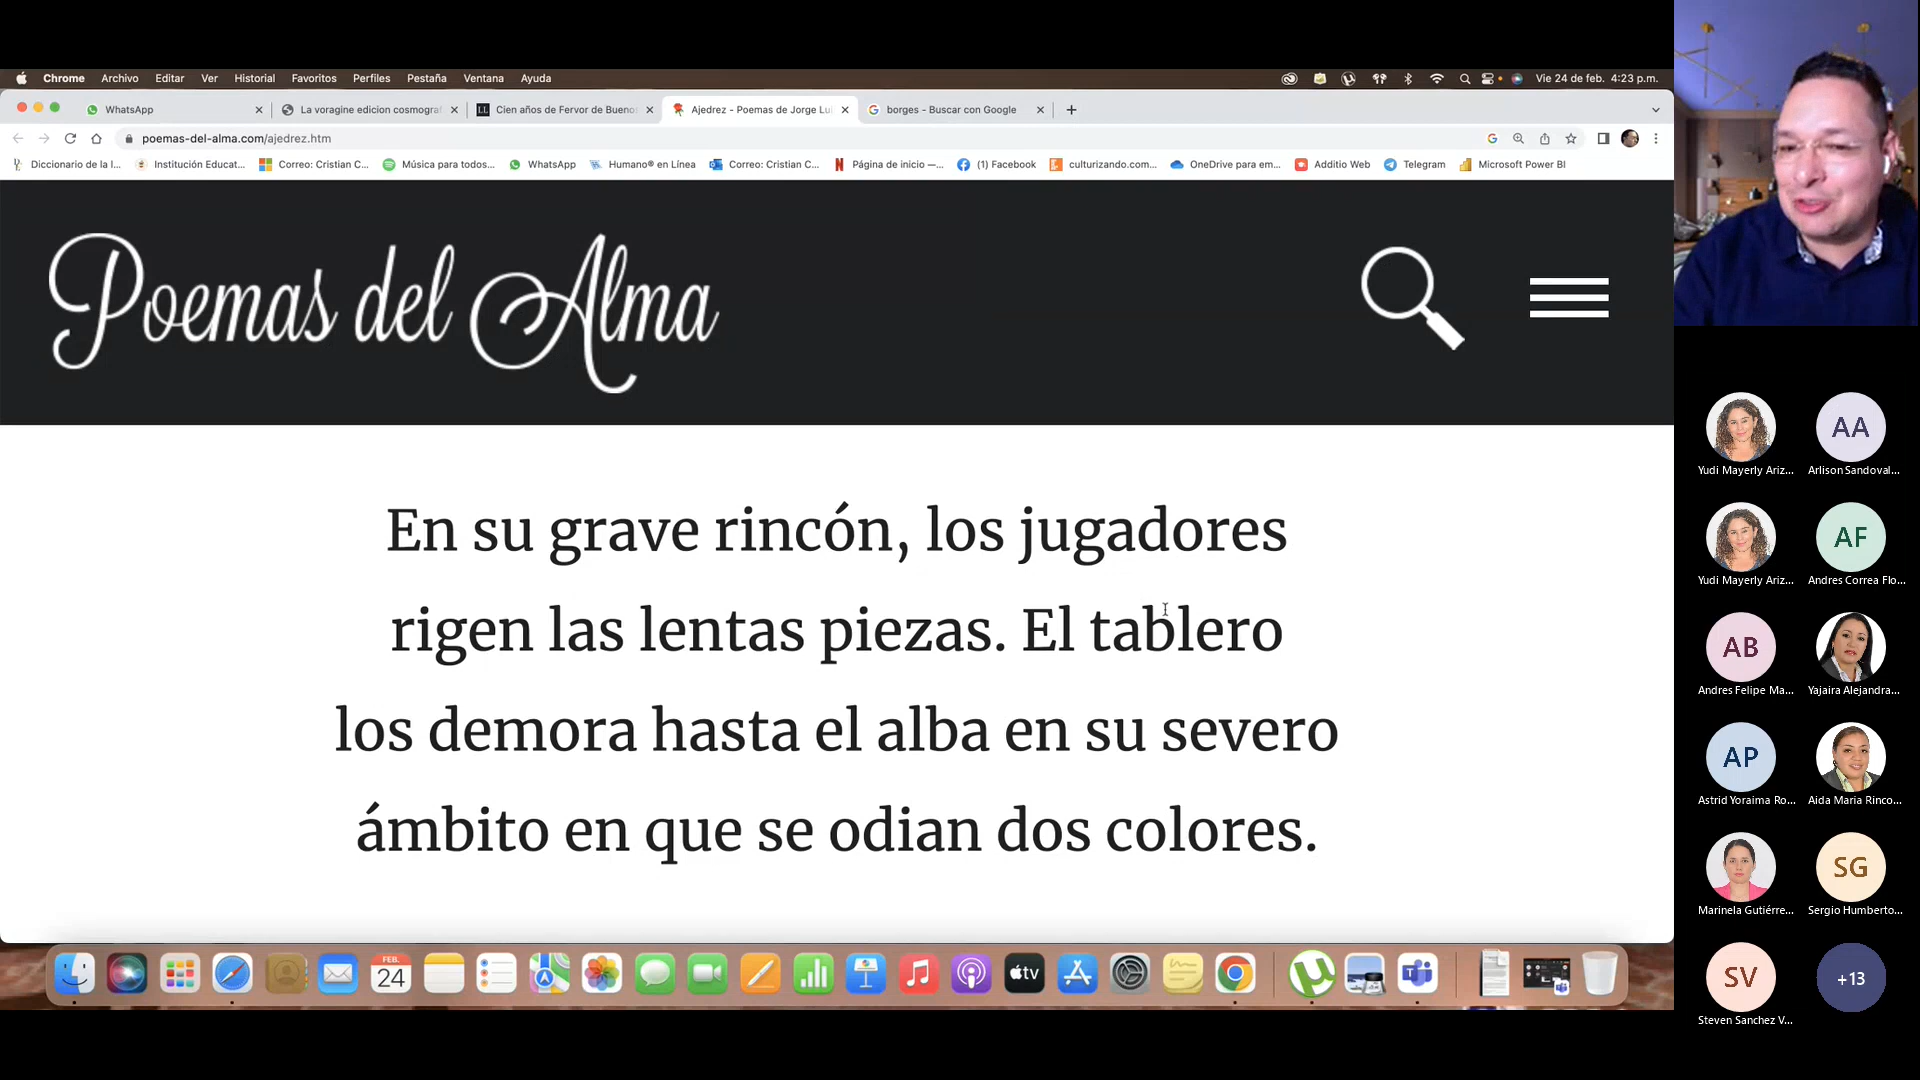 Chrome Archivo Editar Ver Historial Favoritos Perfiles Pestaña Ventana Ayuda
Vie 24 de feb. 4:23 p.m.
WhatsApp
La voragine edicion cosmogra
Cien años de Fervor de Bueno
Ajedrez - Poemas de Jorge Lui
borges - Buscar con Google
poemas-del-alma.com/ajedrez.htm
Diccionario de la l... Institución Educat... Correo: Cristian C... Música para todos... WhatsApp Humano® en Línea Correo: Cristian C... Página de inicio —... (1) Facebook culturizando.com... OneDrive para em... Additio Web Telegram Microsoft Power BI
Poemas del Alma
En su grave rincón, los jugadores
rigen las lentas piezas. El tablero
los demora hasta el alba en su severo
ámbito en que se odian dos colores.
FEB.
24
tv
AA
Yudi Mayerly Ariz...
Arlison Sandoval...
AF
Yudi Mayerly Ariz...
Andres Correa Flo...
AB
Andres Felipe Ma...
Yajaira Alejandra...
AP
Astrid Yoraima Ro...
Aida Maria Rinco...
SG
Marinela Gutiérre...
Sergio Humberto...
SV
+13
Steven Sanchez V...